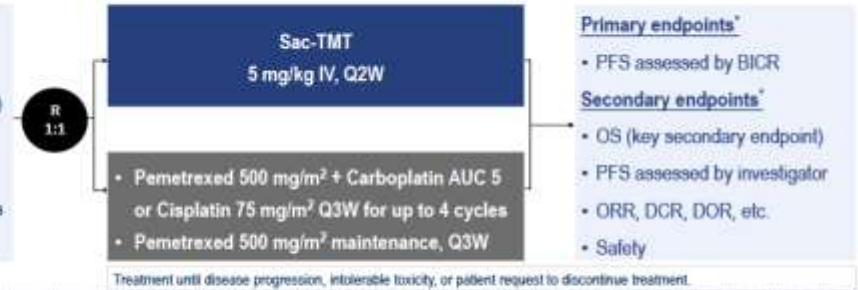 R
1:1
Sac-TMT
5 mg/kg IV, Q2W
• Pemetrexed 500 mg/m² + Carboplatin AUC 5
or Cisplatin 75 mg/m² Q3W for up to 4 cycles
• Pemetrexed 500 mg/m² maintenance, Q3W
Primary endpoints*
• PFS assessed by BICR
Secondary endpoints*
• OS (key secondary endpoint)
• PFS assessed by investigator
• ORR, DCR, DOR, etc.
• Safety
Treatment until disease progression, intolerable toxicity, or patient request to discontinue treatment.